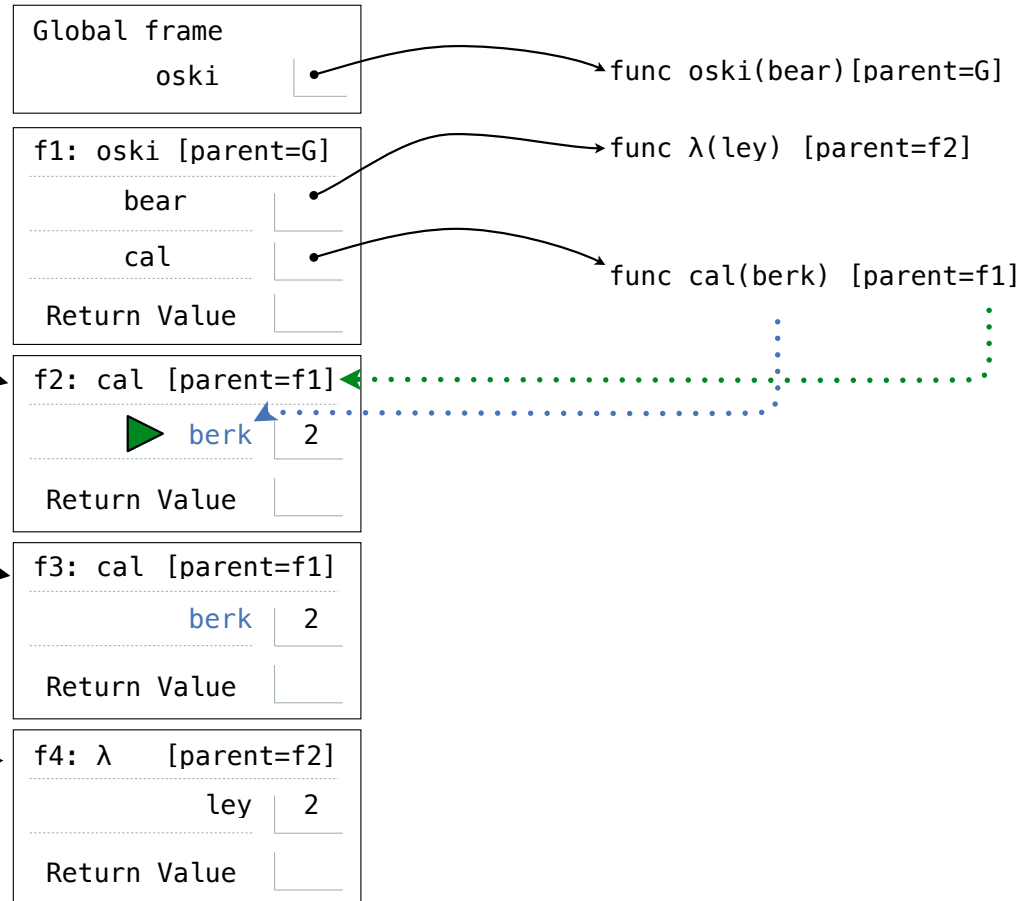 Global frame
oski
func oski(bear)[parent=G]
f1: oski [parent=G]
func λ(ley) [parent=f2]
bear
cal
func cal(berk) [parent=f1]
Return Value
f2: cal [parent=f1]
berk 2
Return Value
f3: cal [parent=f1]
berk 2
Return Value
f4: λ [parent=f2]
ley 2
Return Value